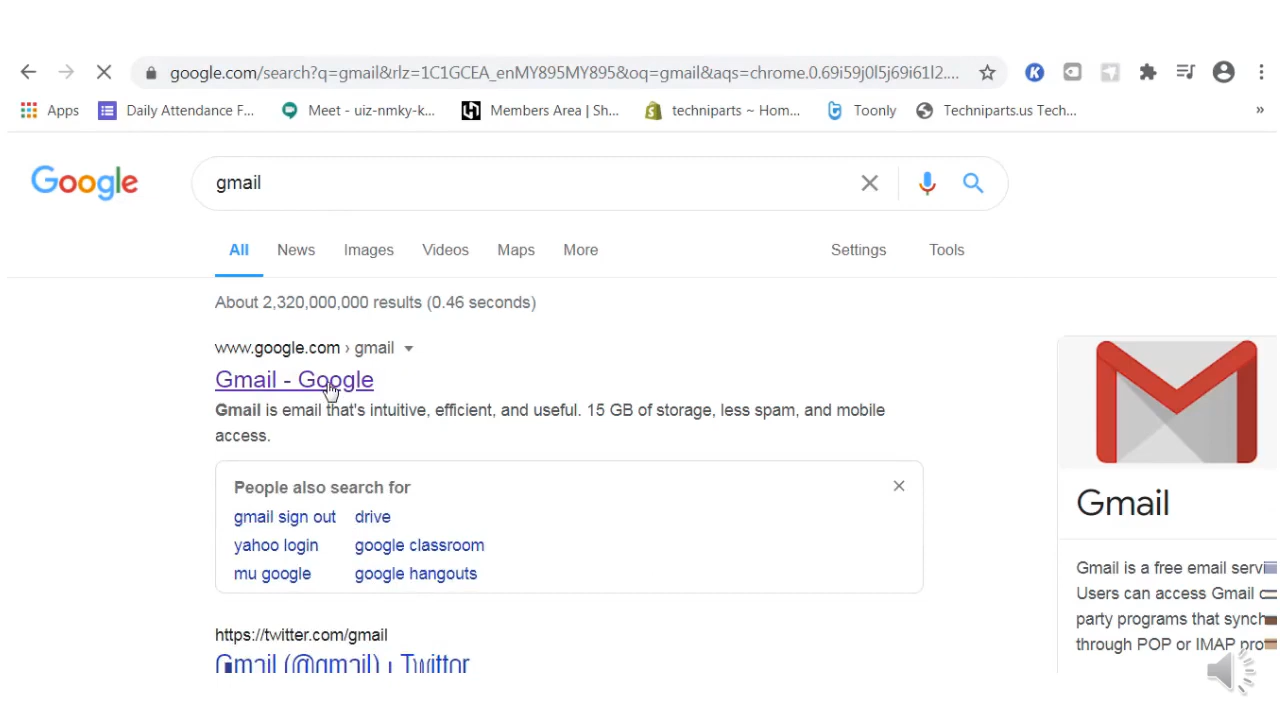 google.com/search?q=gmail&rlz=1C1GCEA_enMY895MY895&oq=gmail&aqs=chrome.0.69i59j0l5j69i61l2....
Apps Daily Attendance F... Meet - uiz-nmky-k... Members Area | Sh... techniparts ~ Hom... Toonly Techniparts.us Tech... »
Google gmail
All News Images Videos Maps More Settings Tools
About 2,320,000,000 results (0.46 seconds)
www.google.com › gmail
Gmail - Google
Gmail is email that's intuitive, efficient, and useful. 15 GB of storage, less spam, and mobile
access.
People also search for
gmail sign out drive
yahoo login google classroom
mu google google hangouts
https://twitter.com/gmail
Gmail (@gmail) · Twitter
Gmail
Gmail is a free email servi
Users can access Gmail
party programs that synch
through POP or IMAP pro